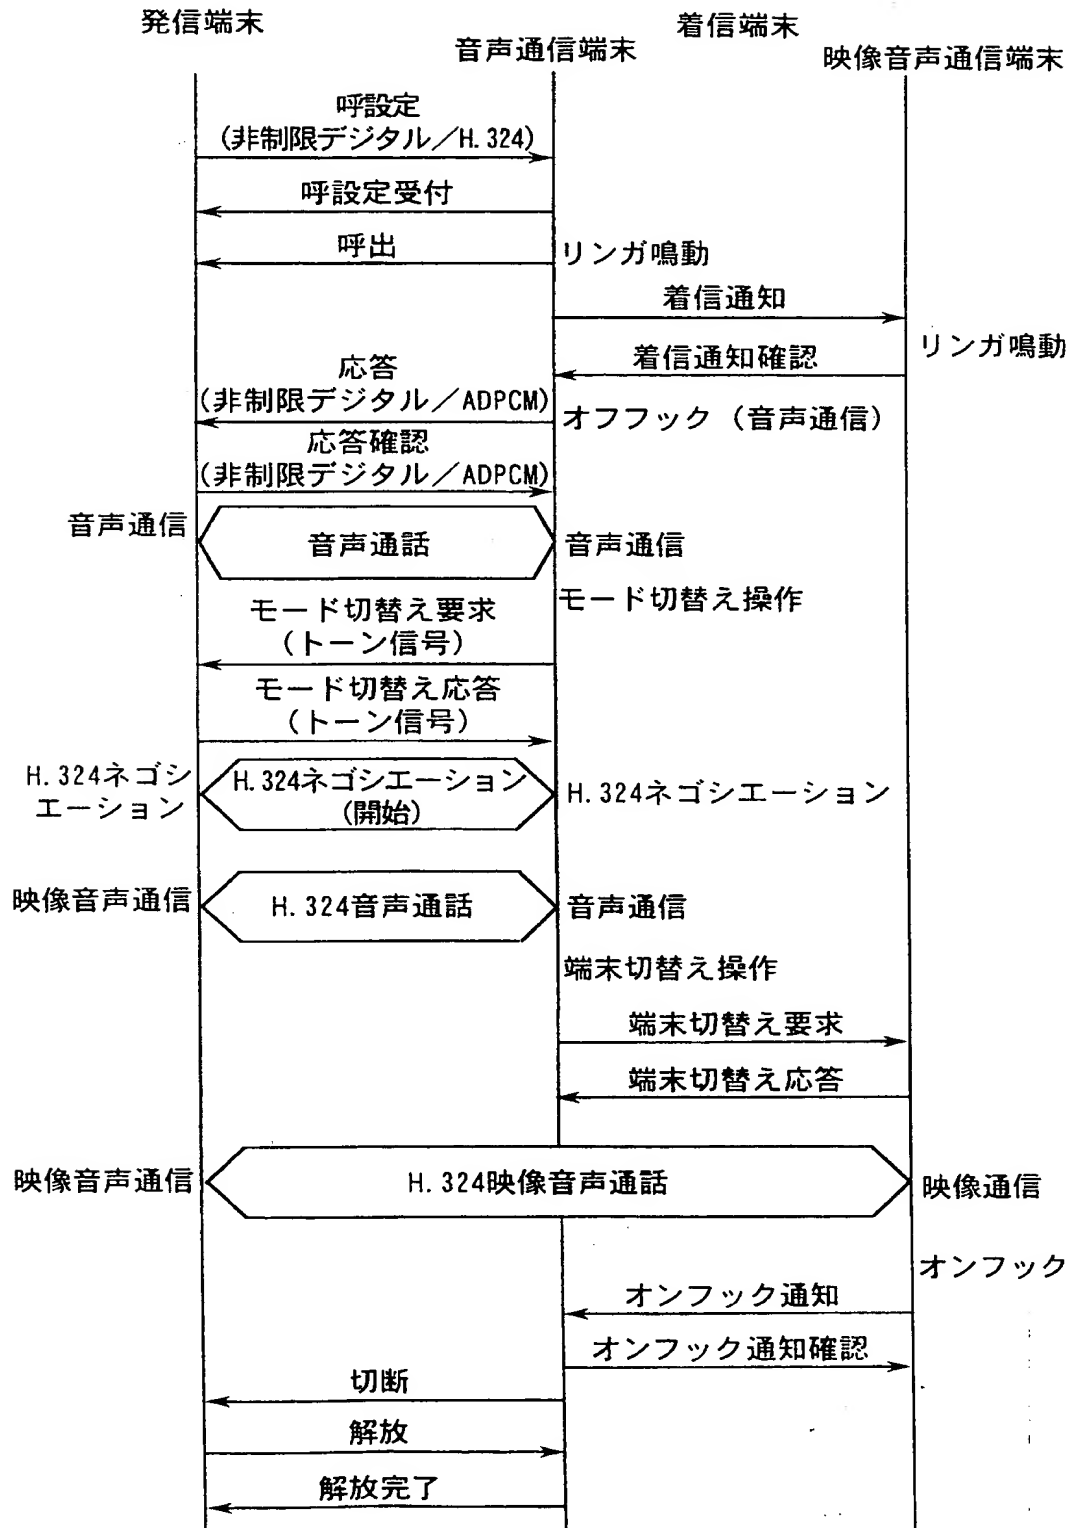 発信端末
着信端末
音声通信端末
映像音声通信端末
呼設定
(非制限デジタル／H.324)
呼設定受付
呼出
リンガ鳴動
着信通知
リンガ鳴動
着信通知確認
応答
(非制限デジタル／ADPCM)
オフフック（音声通信）
応答確認
(非制限デジタル／ADPCM)
音声通信
音声通話
音声通信
モード切替え操作
モード切替え要求
（トーン信号）
モード切替え応答
（トーン信号）
H.324ネゴシ
エーション
H.324ネゴシエーション
(開始)
H.324ネゴシエーション
映像音声通信
H.324音声通話
音声通信
端末切替え操作
端末切替え要求
端末切替え応答
映像音声通信
H.324映像音声通話
映像通信
オンフック
オンフック通知
オンフック通知確認
切断
解放
解放完了